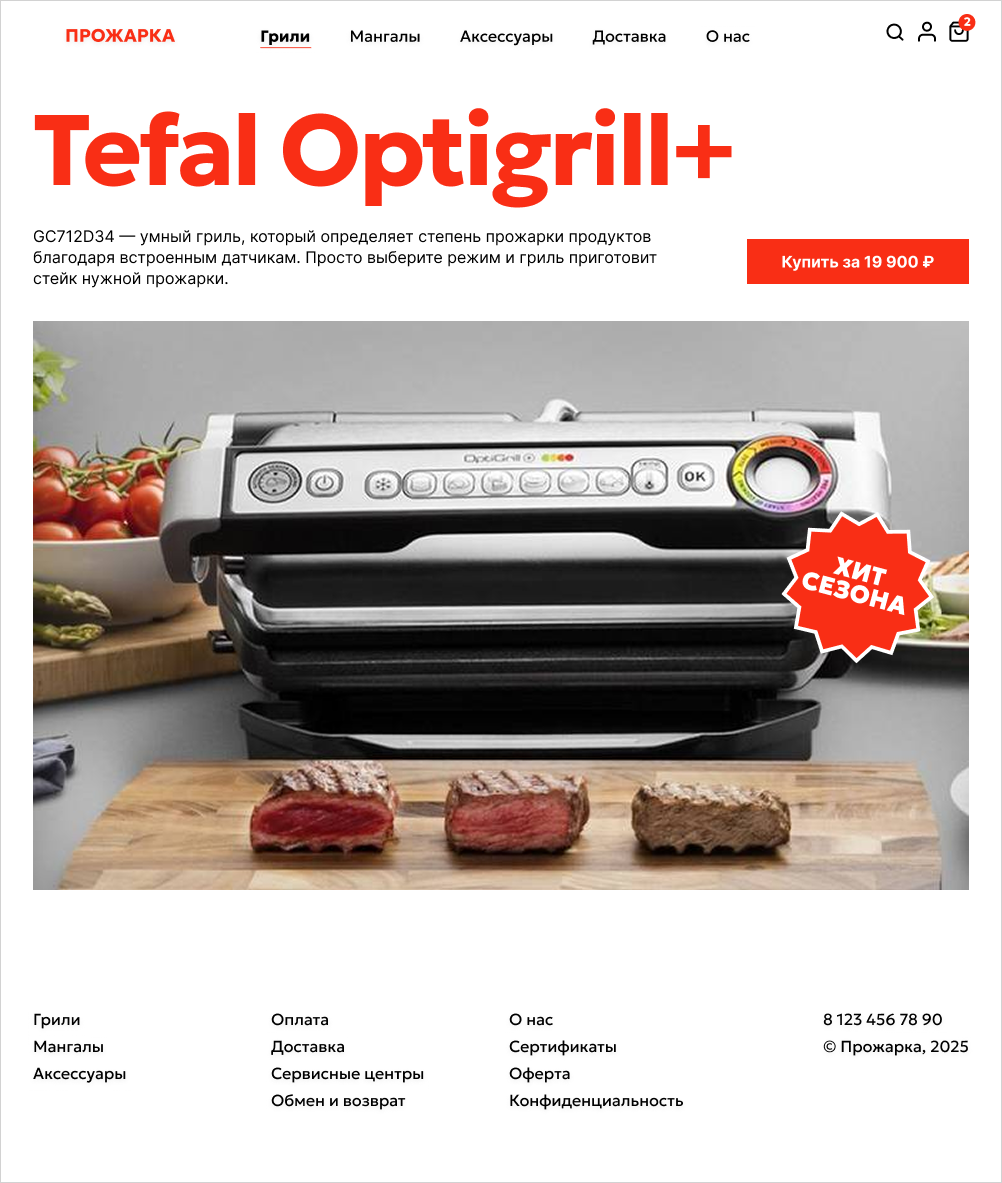 ПРОЖАРКА
Грили
Мангалы
Аксессуары
Доставка
О нас
2
Tefal Optigrill+
GC712D34 — умный гриль, который определяет степень прожарки продуктов
благодаря встроенным датчикам. Просто выберите режим и гриль приготовит
стейк нужной прожарки.
Купить за 19 900 ₽
OptiGrill
OK
MEDIUM
ХИТ
СЕЗОНА
Грили
Мангалы
Аксессуары
Оплата
Доставка
Сервисные центры
Обмен и возврат
О нас
Сертификаты
Оферта
Конфиденциальность
8 123 456 78 90
© Прожарка, 2025